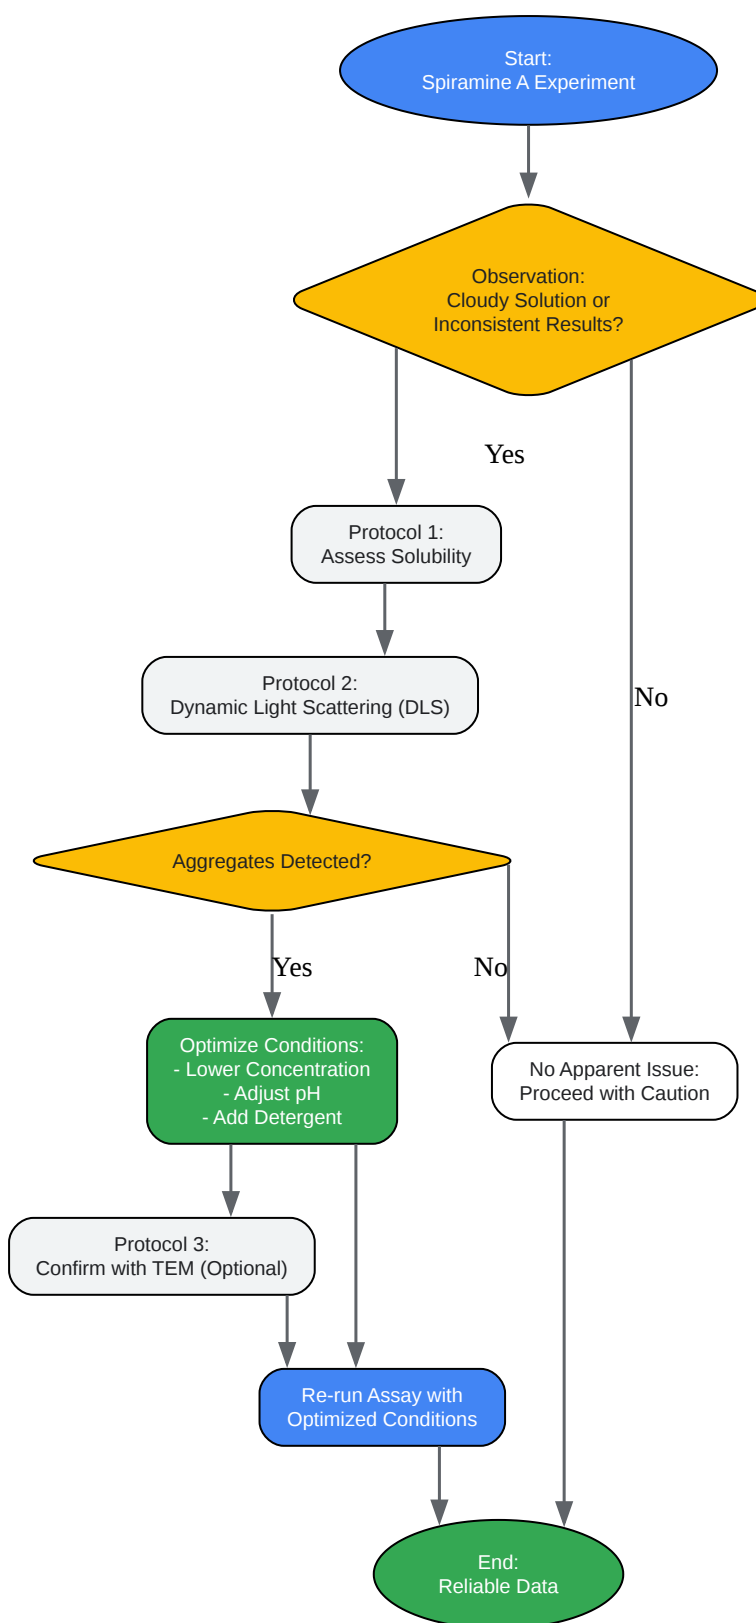 Start:
Spiramine A Experiment
Observation:
Cloudy Solution or
Inconsistent Results?
Yes
Protocol 1:
Assess Solubility
Protocol 2:
Dynamic Light Scattering (DLS)
No
Aggregates Detected?
Yes
No
Optimize Conditions:
- Lower Concentration
- Adjust pH
- Add Detergent
No Apparent Issue:
Proceed with Caution
Protocol 3:
Confirm with TEM (Optional)
Re-run Assay with
Optimized Conditions
End:
Reliable Data